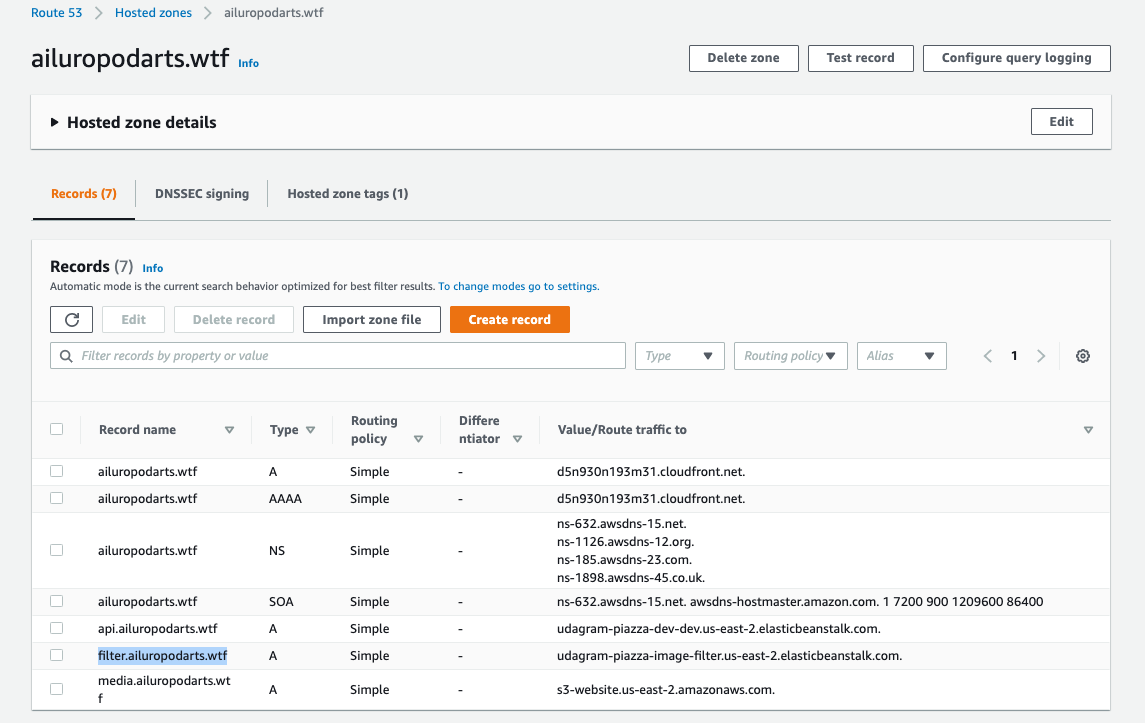 Route 53 > Hosted zones > ailuropodarts.wtf
ailuropodarts.wtf Info
Delete zone Test record Configure query logging
Hosted zone details Edit
Records (7) DNSSEC signing Hosted zone tags (1)
Records (7) Info
Automatic mode is the current search behavior optimized for best filter results. To change modes go to settings.
Edit Delete record Import zone file Create record
Filter records by property or value Type Routing policy Alias 1
Record name Type Routing policy Differe ntiator Value/Route traffic to
ailuropodarts.wtf A Simple - d5n930n193m31.cloudfront.net.
ailuropodarts.wtf AAAA Simple - d5n930n193m31.cloudfront.net.
ailuropodarts.wtf NS Simple - ns-632.awsdns-15.net.
ns-1126.awsdns-12.org.
ns-185.awsdns-23.com.
ns-1898.awsdns-45.co.uk.
ailuropodarts.wtf SOA Simple - ns-632.awsdns-15.net. awsdns-hostmaster.amazon.com. 1 7200 900 1209600 86400
api.ailuropodarts.wtf A Simple - udagram-piazza-dev-dev.us-east-2.elasticbeanstalk.com.
filter.ailuropodarts.wtf A Simple - udagram-piazza-image-filter.us-east-2.elasticbeanstalk.com.
media.ailuropodarts.wt
f A Simple - s3-website.us-east-2.amazonaws.com.